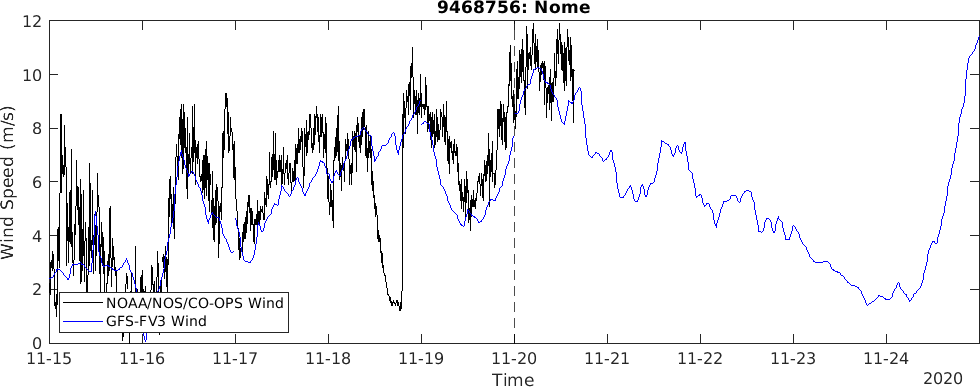 9468756: Nome
Wind Speed (m/s)
12
10
8
6
4
2
0
NOAA/NOS/CO-OPS Wind
GFS-FV3 Wind
11-15 11-16 11-17 11-18 11-19 11-20 11-21 11-22 11-23 11-24
Time
2020